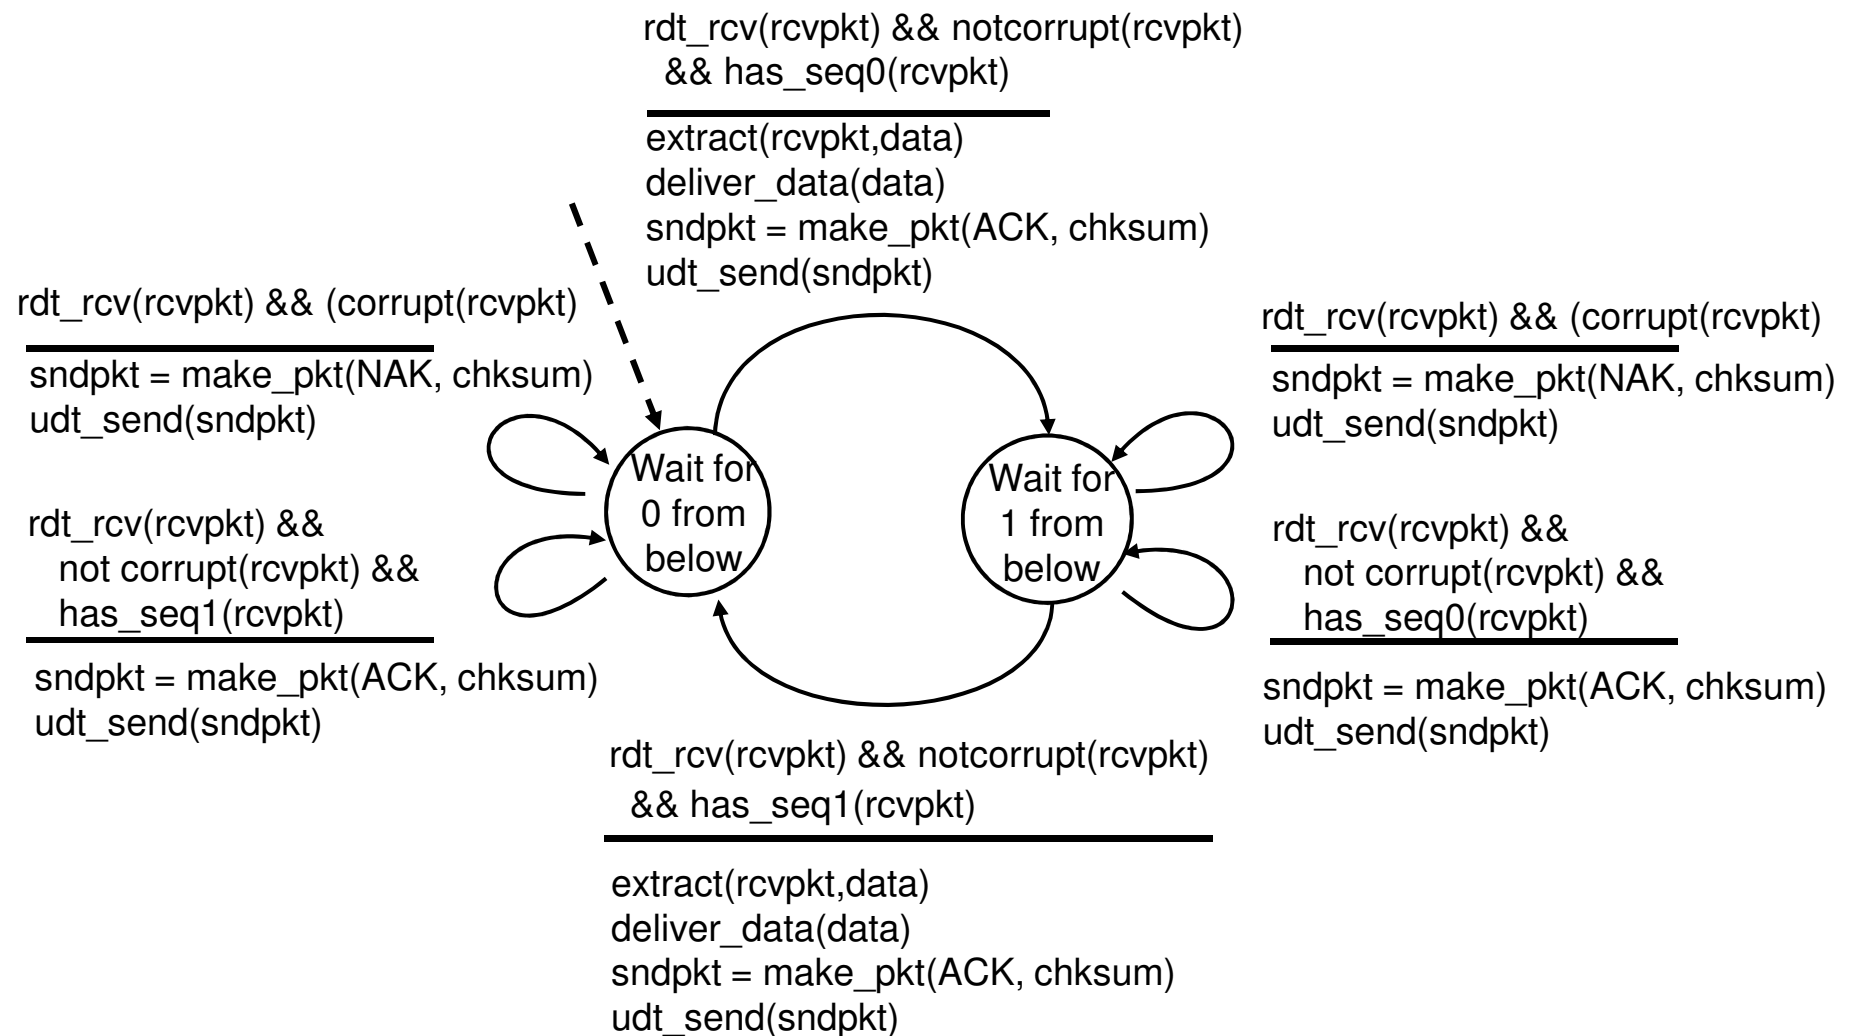 rdt_rcv(rcvpkt) && notcorrupt(rcvpkt)
&& has_seq0(rcvpkt)
extract(rcvpkt,data)
deliver_data(data)
sndpkt = make_pkt(ACK, chksum)
udt_send(sndpkt)
rdt_rcv(rcvpkt) && (corrupt(rcvpkt)
sndpkt = make_pkt(NAK, chksum)
udt_send(sndpkt)
rdt_rcv(rcvpkt) &&
not corrupt(rcvpkt) &&
has_seq1(rcvpkt)
sndpkt = make_pkt(ACK, chksum)
udt_send(sndpkt)
Wait for
0 from
below
Wait for
1 from
below
rdt_rcv(rcvpkt) && (corrupt(rcvpkt)
sndpkt = make_pkt(NAK, chksum)
udt_send(sndpkt)
rdt_rcv(rcvpkt) &&
not corrupt(rcvpkt) &&
has_seq0(rcvpkt)
sndpkt = make_pkt(ACK, chksum)
udt_send(sndpkt)
rdt_rcv(rcvpkt) && notcorrupt(rcvpkt)
&& has_seq1(rcvpkt)
extract(rcvpkt,data)
deliver_data(data)
sndpkt = make_pkt(ACK, chksum)
udt_send(sndpkt)